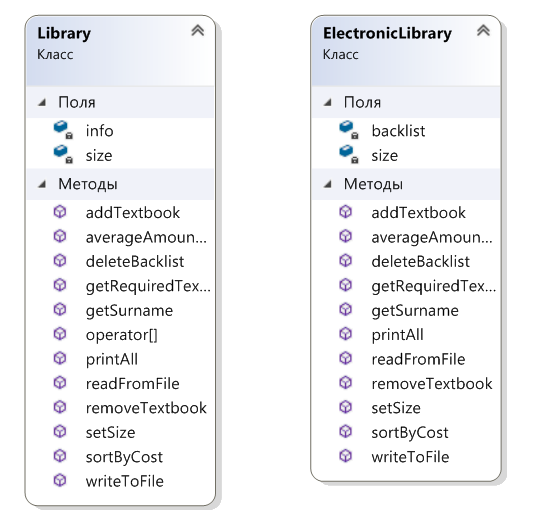 Library
Класс
Поля
info
size
Методы
addTextbook
averageAmoun...
deleteBacklist
getRequiredTex...
getSurname
operator[]
printAll
readFromFile
removeTextbook
setSize
sortByCost
writeToFile
ElectronicLibrary
Класс
Поля
backlist
size
Методы
addTextbook
averageAmoun...
deleteBacklist
getRequiredTex...
getSurname
printAll
readFromFile
removeTextbook
setSize
sortByCost
writeToFile